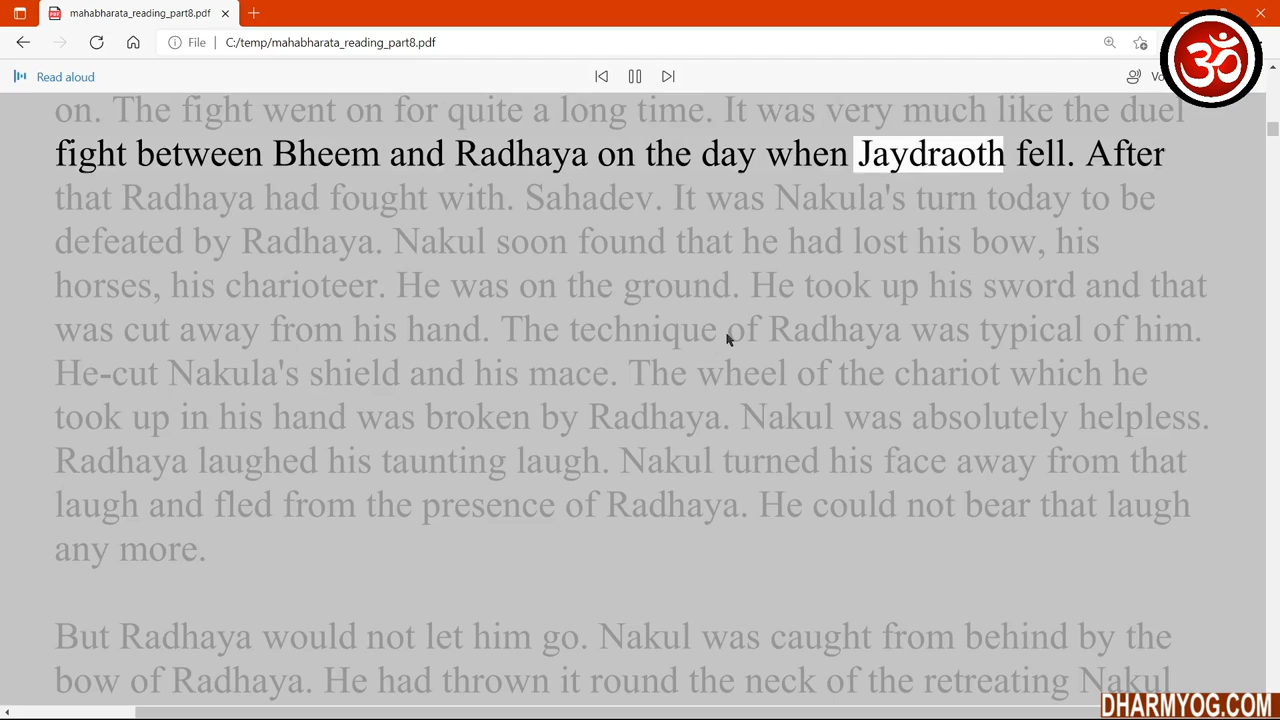 mahabharata_reading_part8.pdf
File C:/temp/mahabharata_reading_part8.pdf
Read aloud
on. The fight went on for quite a long time. It was very much like the duel
fight between Bheem and Radhaya on the day when Jaydraoth fell. After
that Radhaya had fought with. Sahadev. It was Nakula's turn today to be
defeated by Radhaya. Nakul soon found that he had lost his bow, his
horses, his charioteer. He was on the ground. He took up his sword and that
was cut away from his hand. The technique of Radhaya was typical of him.
He-cut Nakula's shield and his mace. The wheel of the chariot which he
took up in his hand was broken by Radhaya. Nakul was absolutely helpless.
Radhaya laughed his taunting laugh. Nakul turned his face away from that
laugh and fled from the presence of Radhaya. He could not bear that laugh
any more.
But Radhaya would not let him go. Nakul was caught from behind by the
bow of Radhaya. He had thrown it round the neck of the retreating Nakul
ॐ
DHARMYOG.COM